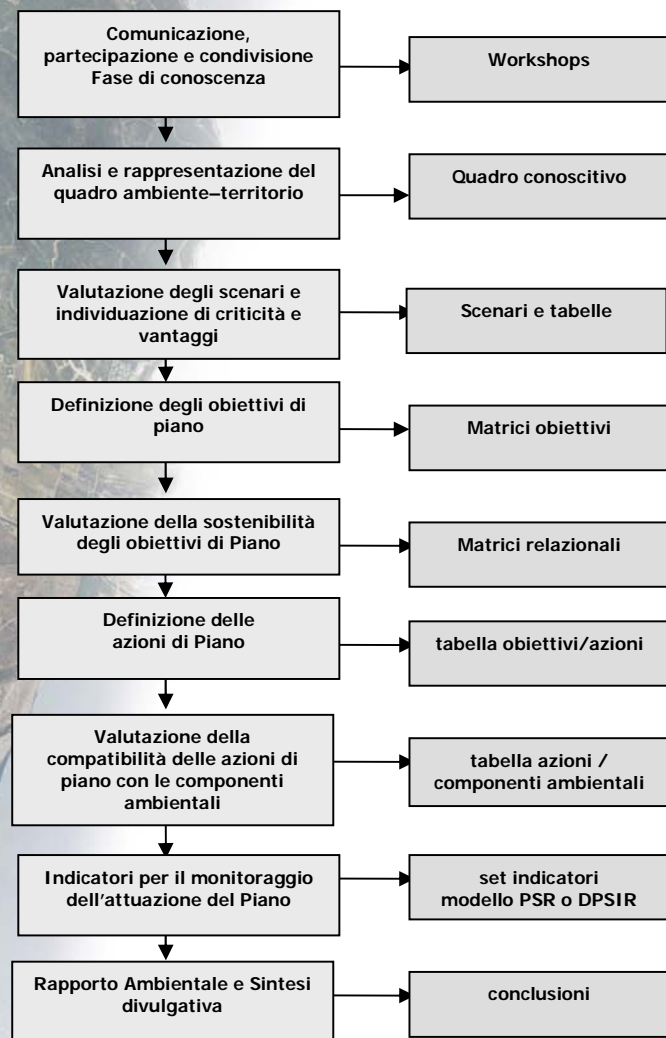 Comunicazione,
partecipazione e condivisione
Fase di conoscenza
Workshops
Analisi e rappresentazione del
quadro ambiente–territorio
Quadro conoscitivo
Valutazione degli scenari e
individuazione di criticità e
vantaggi
Scenari e tabelle
Definizione degli obiettivi di
piano
Matrici obiettivi
Valutazione della sostenibilità
degli obiettivi di Piano
Matrici relazionali
Definizione delle
azioni di Piano
tabella obiettivi/azioni
Valutazione della
compatibilità delle azioni di
piano con le componenti
ambientali
tabella azioni /
componenti ambientali
Indicatori per il monitoraggio
dell'attuazione del Piano
set indicatori
modello PSR o DPSIR
Rapporto Ambientale e Sintesi
divulgativa
conclusioni